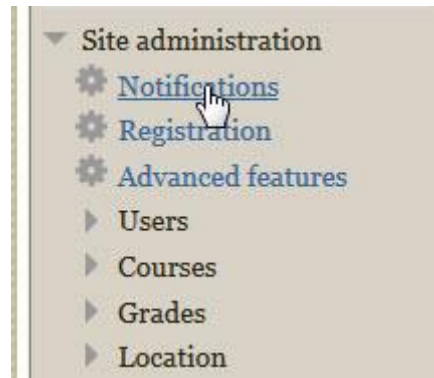 Site administration
Notifications
Registration
Advanced features
Users
Courses
Grades
Location